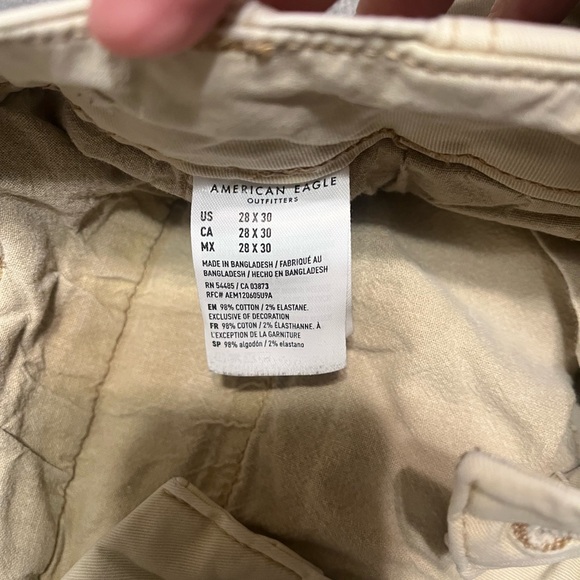 AMERICAN EAGLE
OUTFITTERS
US 28 X 30
CA 28 X 30
MX 28 X 30
MADE IN BANGLADESH / FABRIQUÉ AU
BANGLADESH / HECHO EN BANGLADESH
RN 54485 / CA 03873
RFC# AEM120605U9A
EN 98% COTTON / 2% ELASTANE.
EXCLUSIVE OF DECORATION
FR 98% COTON / 2% ÉLASTHANNE. À
L'EXCEPTION DE LA GARNITURE
SP 98% algodón / 2% elastano